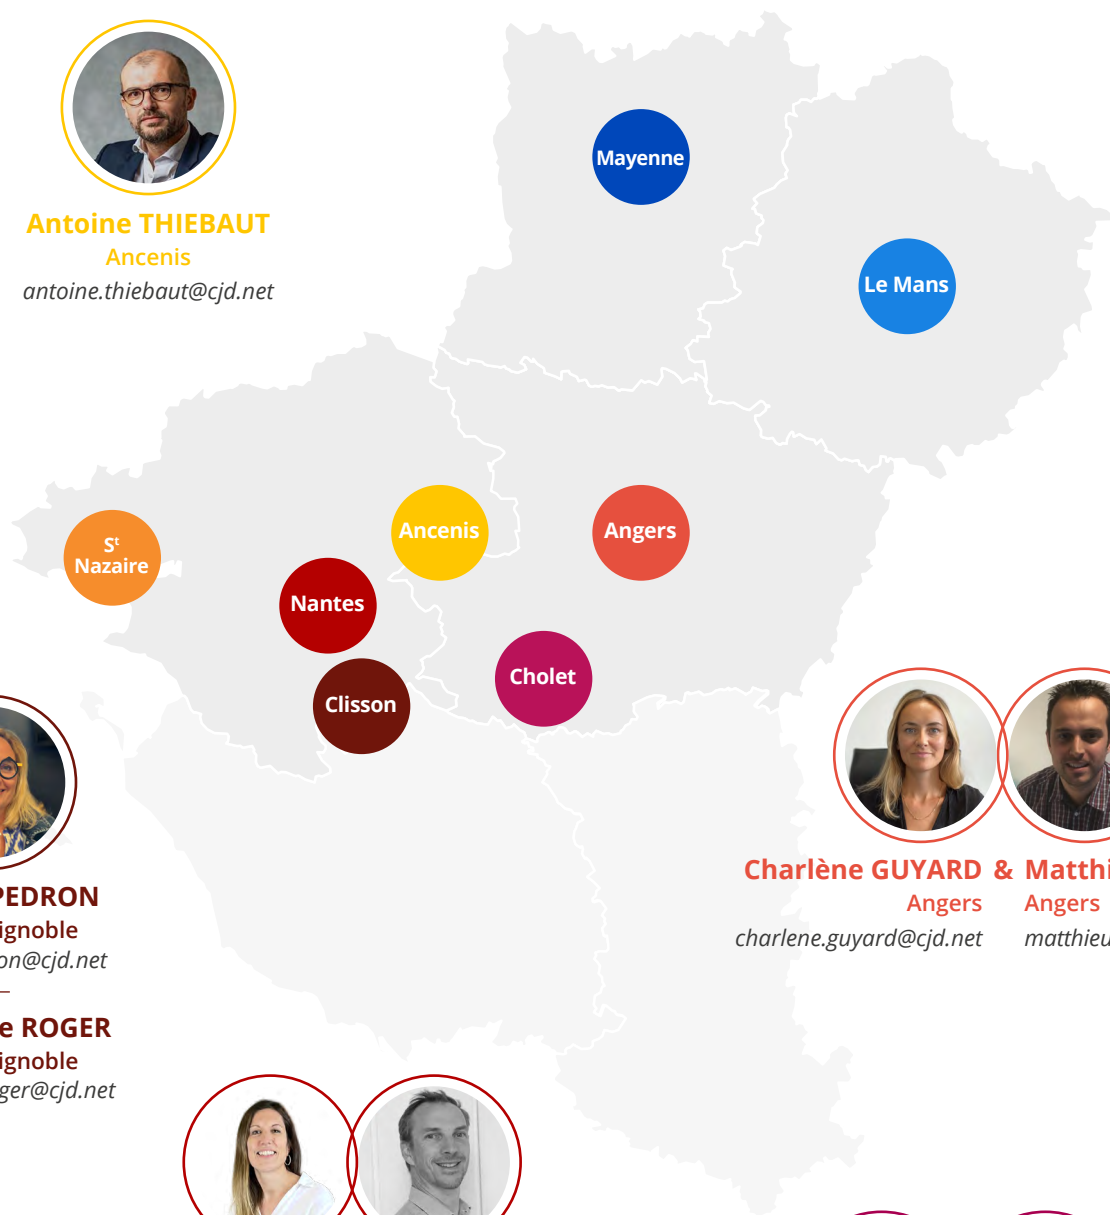 Antoine THIEBAUT
Ancenis
antoine.thiebaut@cjd.net
Mayenne
Le Mans
Ancenis
Angers
St
Nazaire
Nantes
Cholet
Clisson
PEDRON
ignoble
on@cjd.net
e ROGER
ignoble
ger@cjd.net
Charlène GUYARD & Matthi
Angers Angers
charlene.guyard@cjd.net matthieu